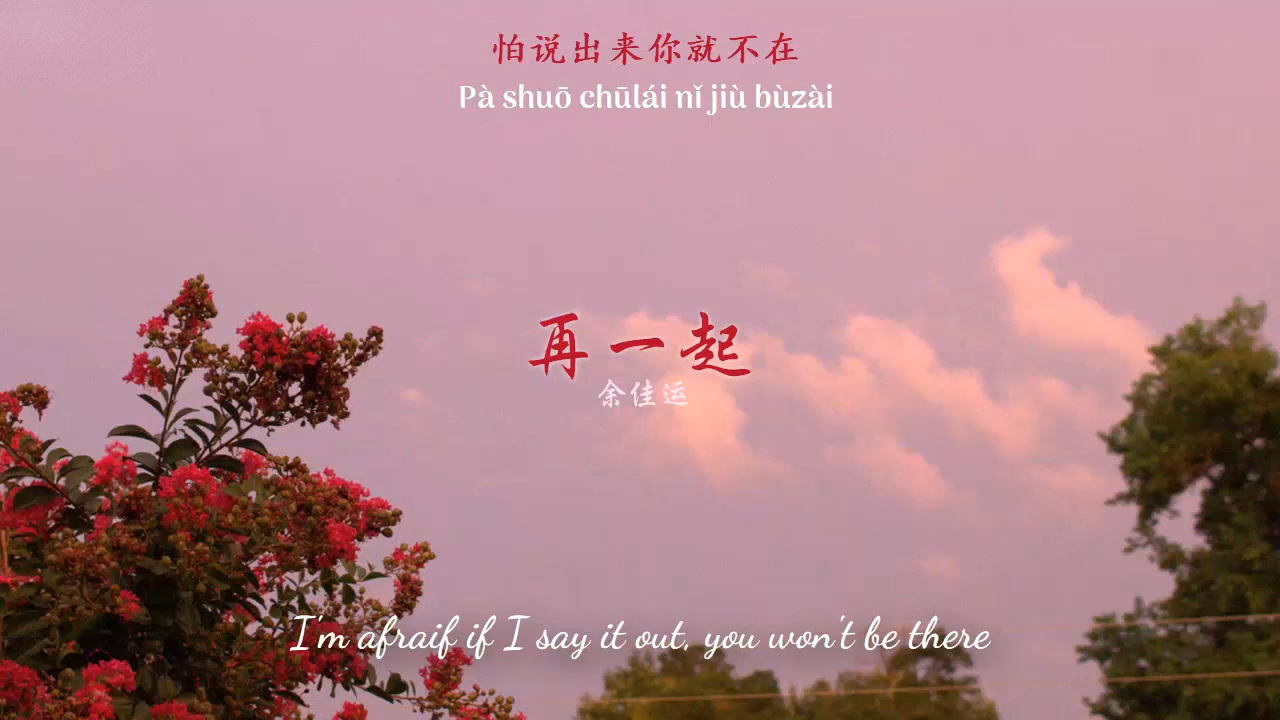 怕说出来你就不在
Pà shuō chūlái nǐ jiù bùzài
再一起
余佳运
I'm afraif if I say it out, you won't be there